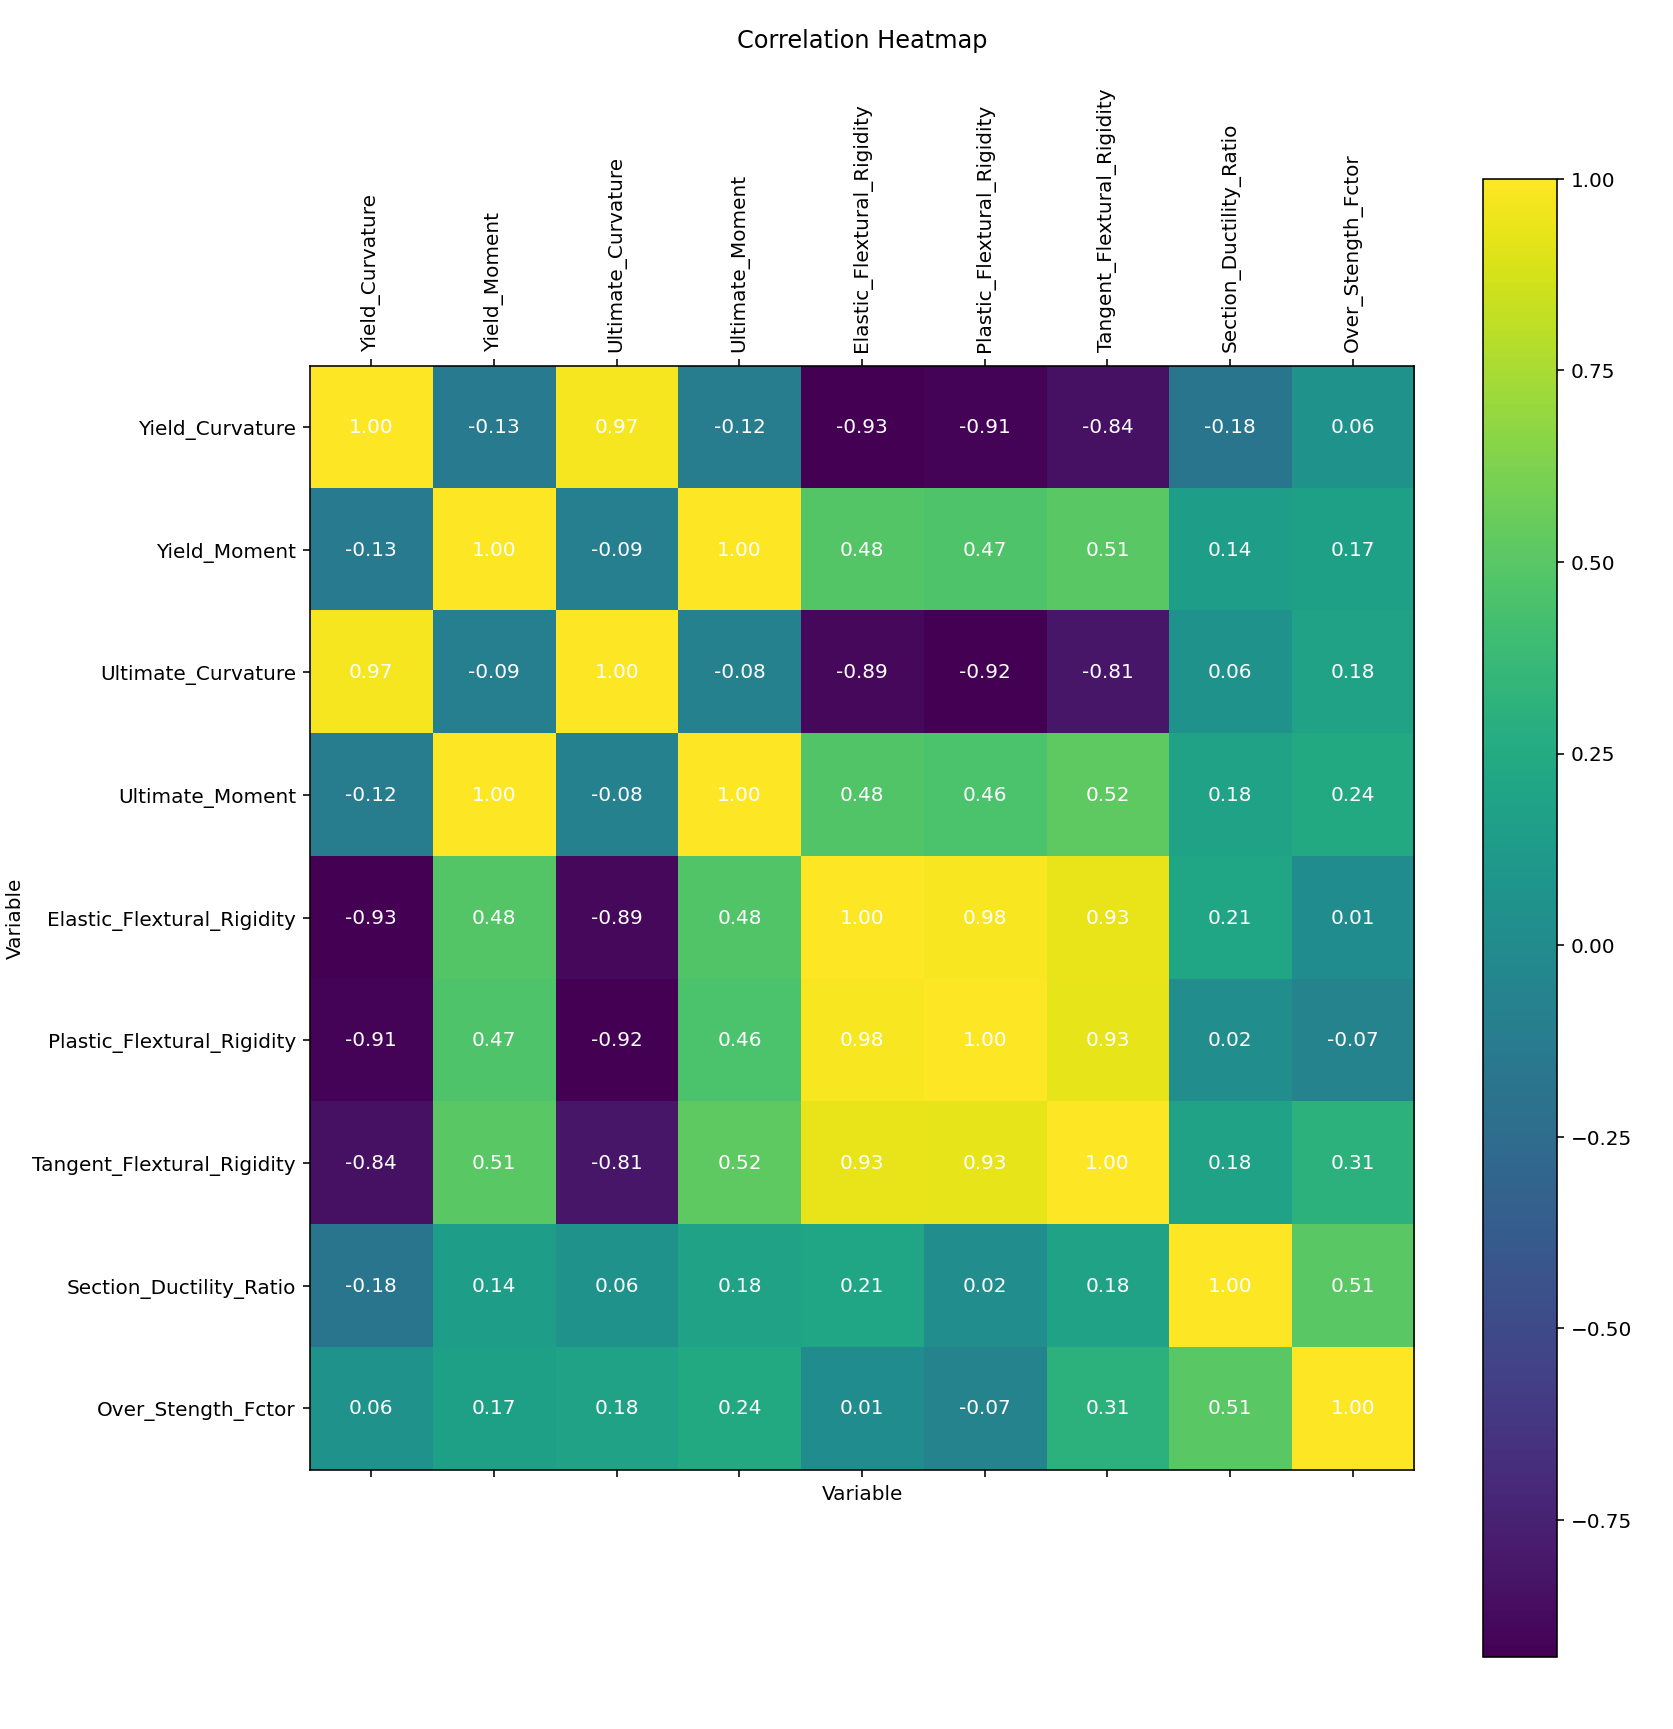 Correlation Heatmap
Yield_Curvature
Yield_Moment
Ultimate_Curvature
Ultimate_Moment
Elastic_Flextural_Rigidity
Plastic_Flextural_Rigidity
Tangent_Flextural_Rigidity
Section_Ductility_Ratio
Over_Stength_Fctor
Yield_Curvature 1.00 -0.13 0.97 -0.12 -0.93 -0.91 -0.84 -0.18 0.06
Yield_Moment -0.13 1.00 -0.09 1.00 0.48 0.47 0.51 0.14 0.17
Ultimate_Curvature 0.97 -0.09 1.00 -0.08 -0.89 -0.92 -0.81 0.06 0.18
Ultimate_Moment -0.12 1.00 -0.08 1.00 0.48 0.46 0.52 0.18 0.24
Elastic_Flextural_Rigidity -0.93 0.48 -0.89 0.48 1.00 0.98 0.93 0.21 0.01
Plastic_Flextural_Rigidity -0.91 0.47 -0.92 0.46 0.98 1.00 0.93 0.02 -0.07
Tangent_Flextural_Rigidity -0.84 0.51 -0.81 0.52 0.93 0.93 1.00 0.18 0.31
Section_Ductility_Ratio -0.18 0.14 0.06 0.18 0.21 0.02 0.18 1.00 0.51
Over_Stength_Fctor 0.06 0.17 0.18 0.24 0.01 -0.07 0.31 0.51 1.00
Variable
Variable
1.00
0.75
0.50
0.25
0.00
−0.25
−0.50
−0.75